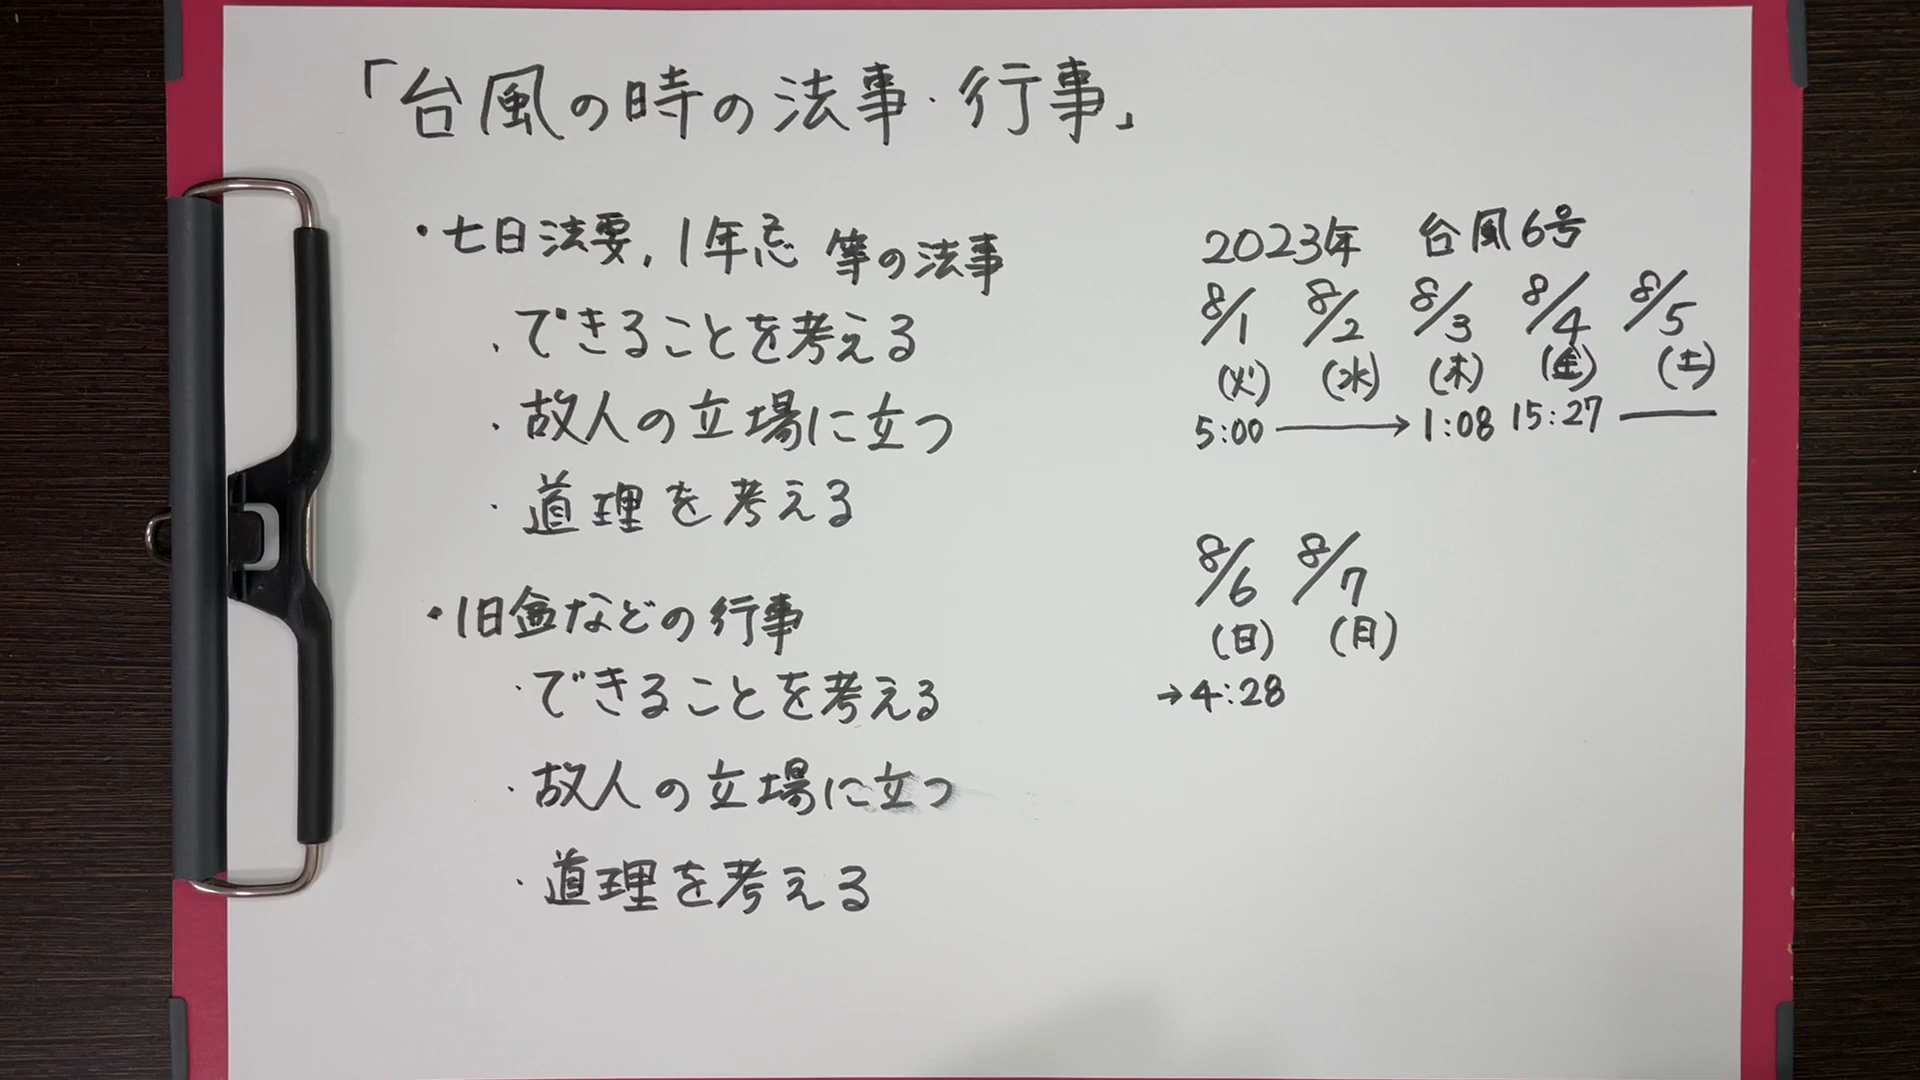 「台風の時の法事・行事」
・七日法要,1年忌 等の法事
・できることを考える
・故人の立場に立つ
・道理を考える
・旧盆などの行事
・できることを考える
・故人の立場に立つ
・道理を考える
2023年 台風6号
8/1 8/2 8/3 8/4 8/5
(火) (水) (木) (金) (土)
5:00 → 1:08 15:27 —
8/6 8/7
(日) (月)
→4:28